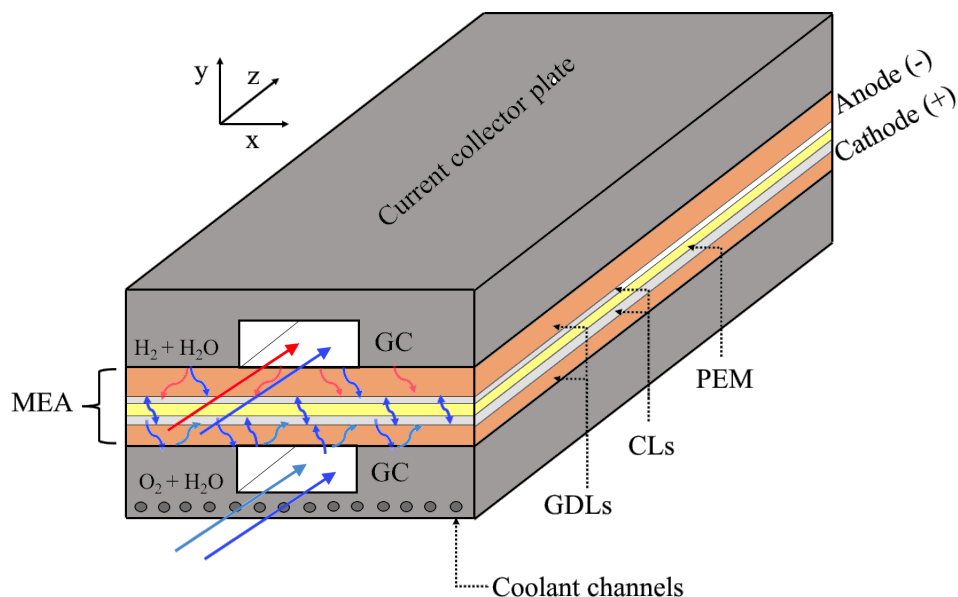 y
z
x
Current collector plate
Anode (-)
Cathode (+)
H₂ + H₂O
GC
MEA
PEM
CLs
O₂ + H₂O
GC
GDLs
Coolant channels